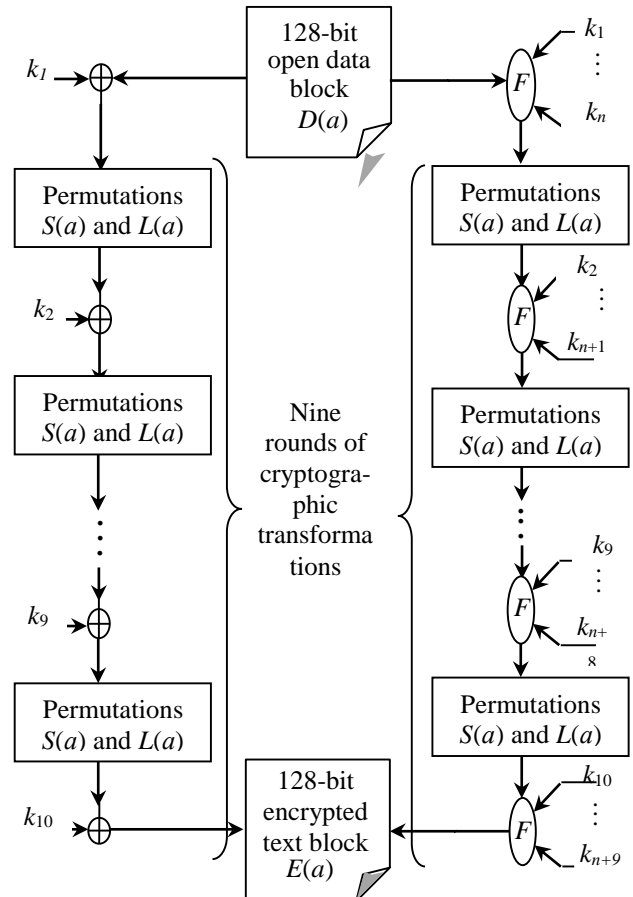 128-bit
open data
block
D(a)
k1
k1
⋮
kn
F
Permutations
S(a) and L(a)
Permutations
S(a) and L(a)
k2
k2
⋮
kn+1
F
Permutations
S(a) and L(a)
Permutations
S(a) and L(a)
Nine
rounds of
cryptogra-
phic
transforma
tions
k9
k9
⋮
kn+
8
F
Permutations
S(a) and L(a)
Permutations
S(a) and L(a)
128-bit
encrypted
text block
E(a)
k10
k10
⋮
kn+9
F